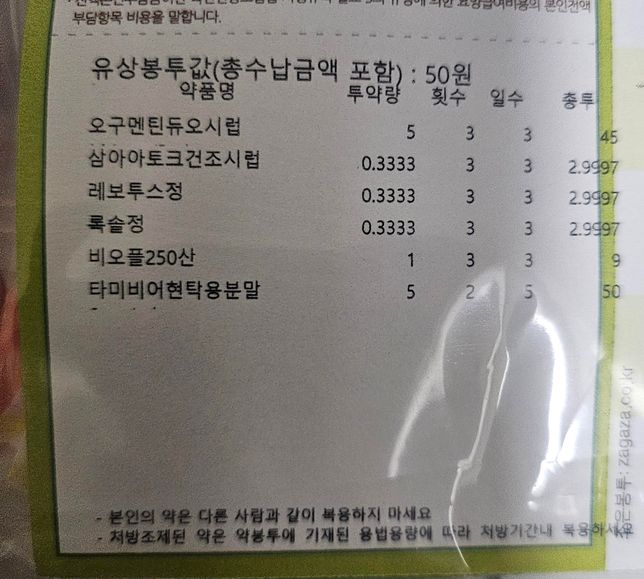 부담항목 비용을 말합니다.
유상봉투값(총수납금액 포함) : 50원
약품명 투약량 횟수 일수 총투
오구멘틴듀오시럽 5 3 3 45
삼아아토크건조시럽 0.3333 3 3 2.9997
레보투스정 0.3333 3 3 2.9997
록솔정 0.3333 3 3 2.9997
비오플250산 1 3 3 9
타미비어현탁용분말 5 2 5 50
- 본인의 약은 다른 사람과 같이 복용하지 마세요
- 처방조제된 약은 약봉투에 기재된 용법용량에 따라 처방기간내 복용하세요
봉투: zagaza.co.kr